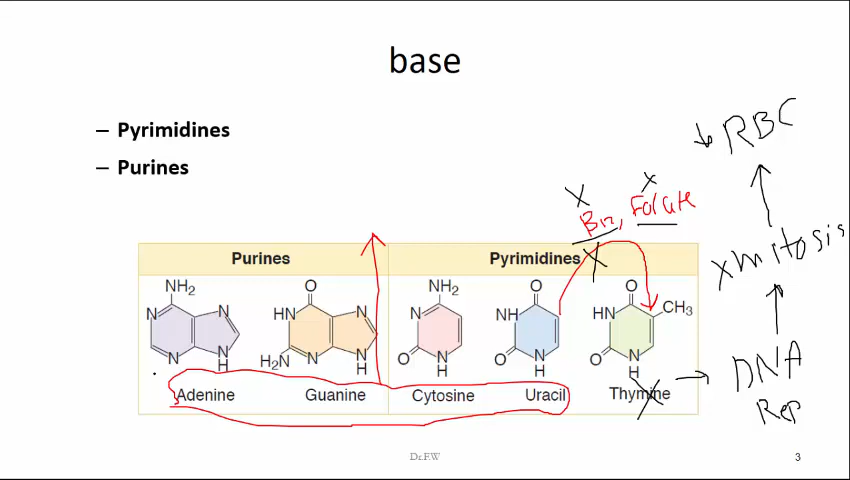 base
– Pyrimidines
– Purines
↓ RBC
X X
B12, Folate
X mitosis
Purines Pyrimidines
NH2 O NH2 O O
N N HN N N NH HN CH3
N N H H2N N N H O N H O N H O N H
Adenine Guanine Cytosine Uracil Thymine
DNA
Rep
Dr.F.W
3